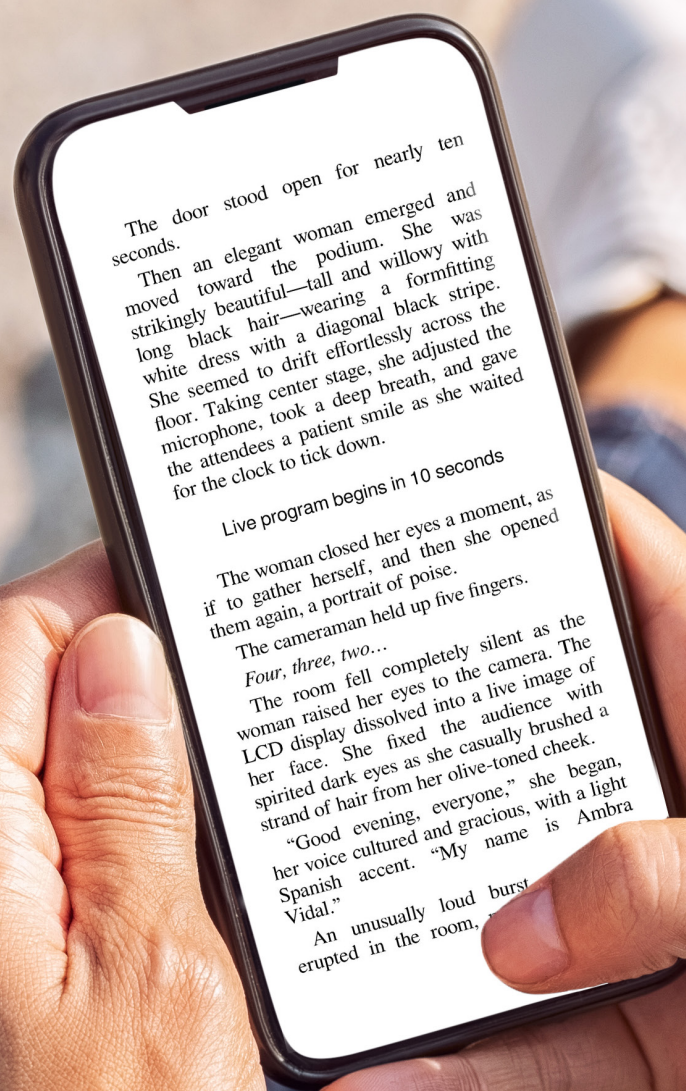 The door stood open for nearly ten
seconds.
Then an elegant woman emerged and
moved toward the podium. She was
strikingly beautiful—tall and willowy with
long black hair—wearing a formfitting
white dress with a diagonal black stripe.
She seemed to drift effortlessly across the
floor. Taking center stage, she adjusted the
microphone, took a deep breath, and gave
the attendees a patient smile as she waited
for the clock to tick down.
Live program begins in 10 seconds
The woman closed her eyes a moment, as
if to gather herself, and then she opened
them again, a portrait of poise.
The cameraman held up five fingers.
Four, three, two…
The room fell completely silent as the
woman raised her eyes to the camera. The
LCD display dissolved into a live image of
her face. She fixed the audience with
spirited dark eyes as she casually brushed a
strand of hair from her olive-toned cheek.
“Good evening, everyone,” she began,
her voice cultured and gracious, with a light
Spanish accent. “My name is Ambra
Vidal.”
An unusually loud burst
erupted in the room,